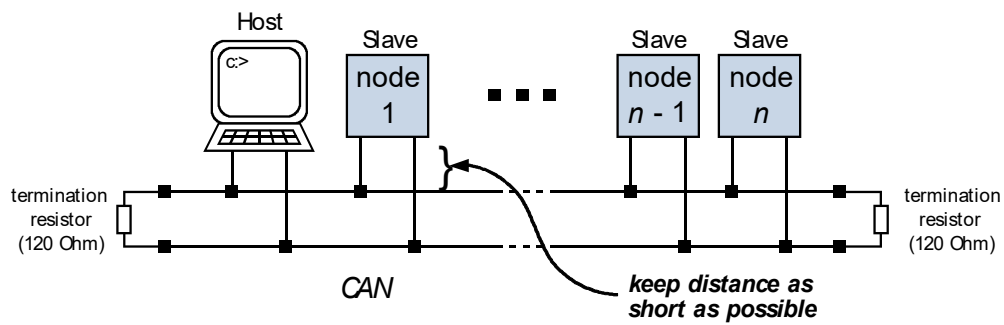 Host
c:>
Slave
node
1
Slave
node
n - 1
Slave
node
n
termination
resistor
(120 Ohm)
termination
resistor
(120 Ohm)
CAN
keep distance as
short as possible